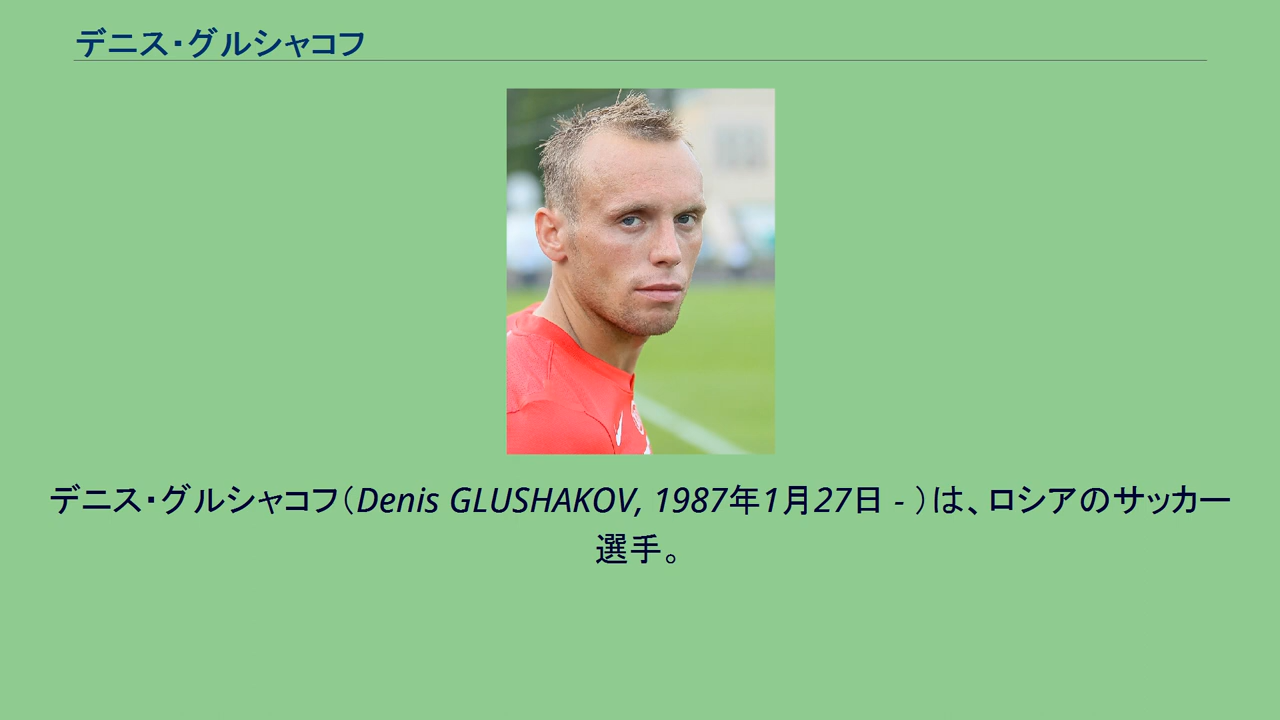 デニス・グルシャコフ
デニス・グルシャコフ（Denis GLUSHAKOV, 1987年1月27日 - ）は、ロシアのサッカー
選手。